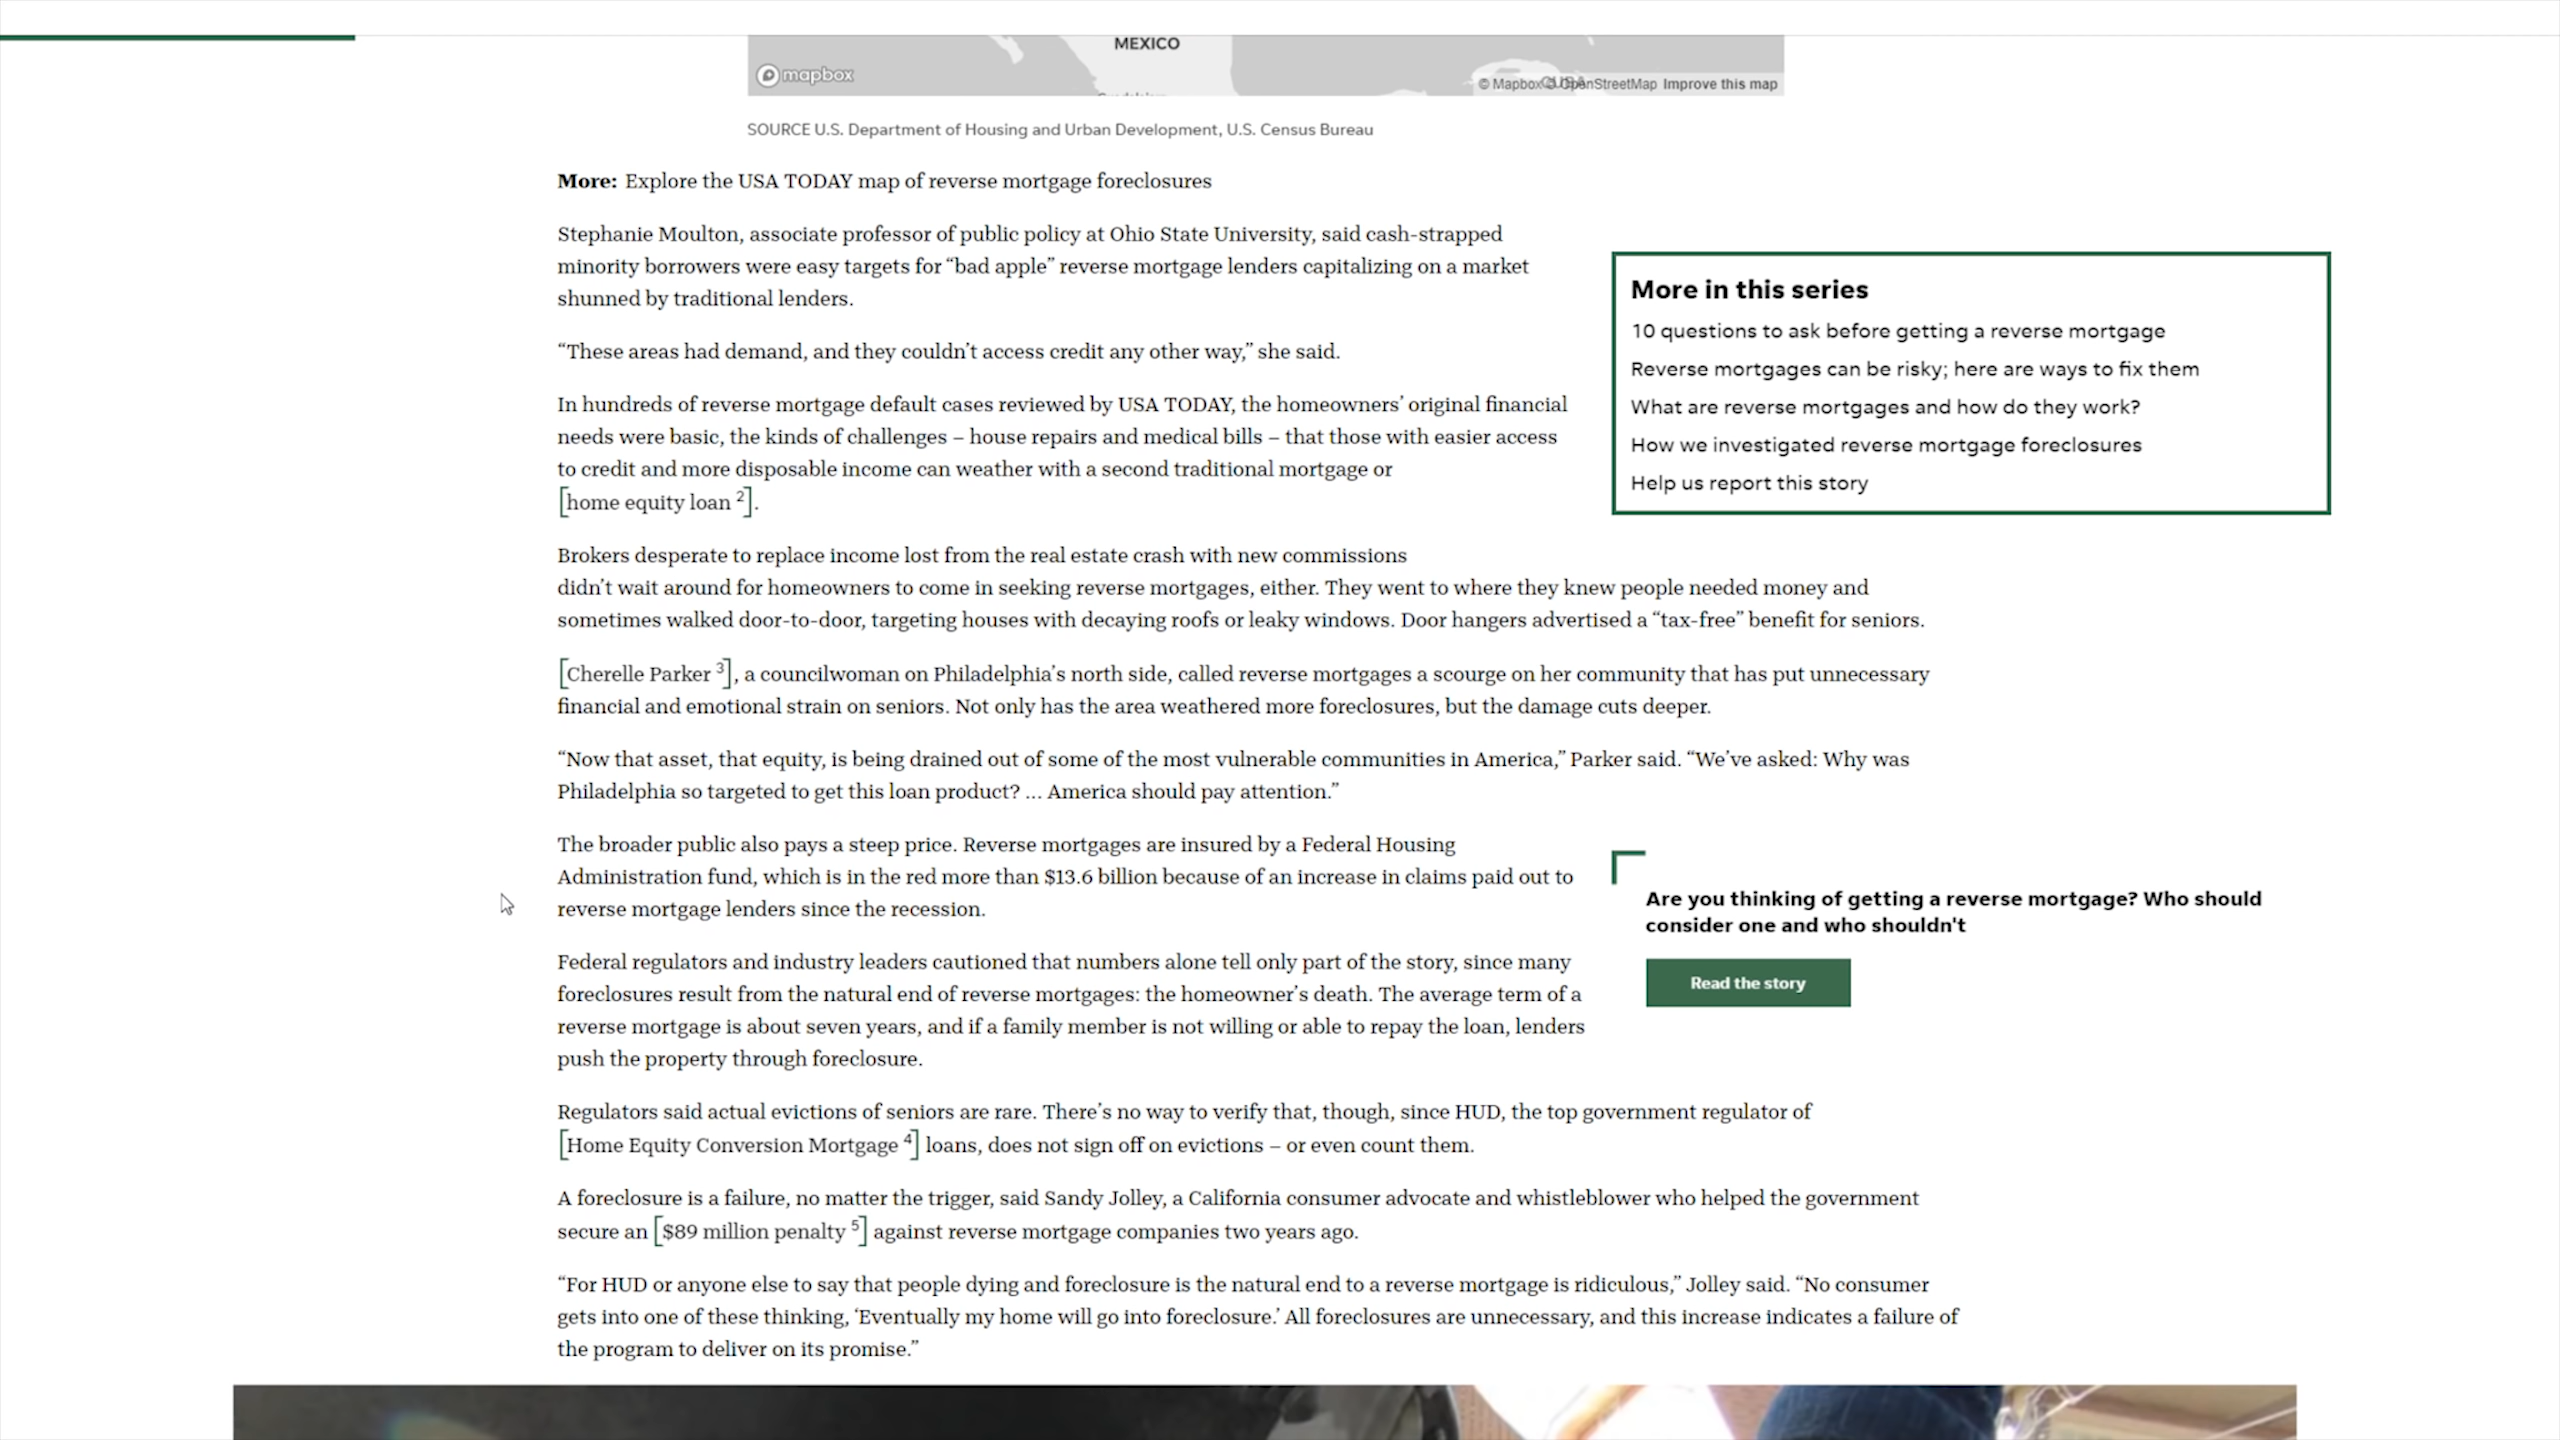 MEXICO
mapbox
© Mapbox © OpenStreetMap Improve this map
SOURCE U.S. Department of Housing and Urban Development, U.S. Census Bureau
More: Explore the USA TODAY map of reverse mortgage foreclosures
Stephanie Moulton, associate professor of public policy at Ohio State University, said cash-strapped
minority borrowers were easy targets for “bad apple” reverse mortgage lenders capitalizing on a market
shunned by traditional lenders.
“These areas had demand, and they couldn’t access credit any other way,” she said.
In hundreds of reverse mortgage default cases reviewed by USA TODAY, the homeowners’ original financial
needs were basic, the kinds of challenges – house repairs and medical bills – that those with easier access
to credit and more disposable income can weather with a second traditional mortgage or
[home equity loan 2].
More in this series
10 questions to ask before getting a reverse mortgage
Reverse mortgages can be risky; here are ways to fix them
What are reverse mortgages and how do they work?
How we investigated reverse mortgage foreclosures
Help us report this story
Brokers desperate to replace income lost from the real estate crash with new commissions
didn’t wait around for homeowners to come in seeking reverse mortgages, either. They went to where they knew people needed money and
sometimes walked door-to-door, targeting houses with decaying roofs or leaky windows. Door hangers advertised a “tax-free” benefit for seniors.
[Cherelle Parker 3], a councilwoman on Philadelphia’s north side, called reverse mortgages a scourge on her community that has put unnecessary
financial and emotional strain on seniors. Not only has the area weathered more foreclosures, but the damage cuts deeper.
“Now that asset, that equity, is being drained out of some of the most vulnerable communities in America,” Parker said. “We’ve asked: Why was
Philadelphia so targeted to get this loan product? ... America should pay attention.”
The broader public also pays a steep price. Reverse mortgages are insured by a Federal Housing
Administration fund, which is in the red more than $13.6 billion because of an increase in claims paid out to
reverse mortgage lenders since the recession.
Are you thinking of getting a reverse mortgage? Who should
consider one and who shouldn't
Read the story
Federal regulators and industry leaders cautioned that numbers alone tell only part of the story, since many
foreclosures result from the natural end of reverse mortgages: the homeowner’s death. The average term of a
reverse mortgage is about seven years, and if a family member is not willing or able to repay the loan, lenders
push the property through foreclosure.
Regulators said actual evictions of seniors are rare. There’s no way to verify that, though, since HUD, the top government regulator of
[Home Equity Conversion Mortgage 4] loans, does not sign off on evictions – or even count them.
A foreclosure is a failure, no matter the trigger, said Sandy Jolley, a California consumer advocate and whistleblower who helped the government
secure an [$89 million penalty 5] against reverse mortgage companies two years ago.
“For HUD or anyone else to say that people dying and foreclosure is the natural end to a reverse mortgage is ridiculous,” Jolley said. “No consumer
gets into one of these thinking, ‘Eventually my home will go into foreclosure.’ All foreclosures are unnecessary, and this increase indicates a failure of
the program to deliver on its promise.”